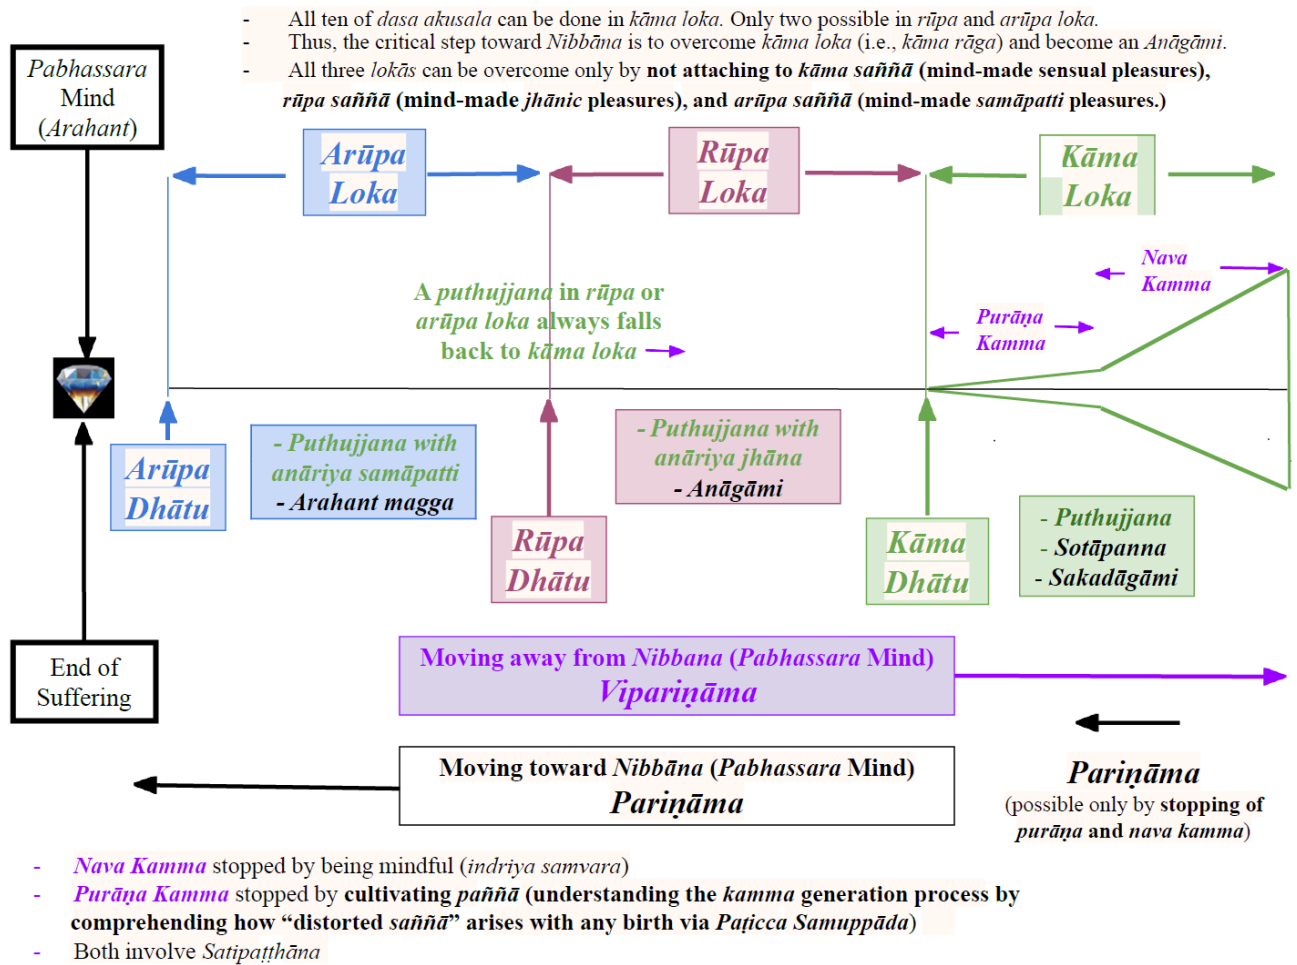 - All ten of dasa akusala can be done in kāma loka. Only two possible in rūpa and arūpa loka.
- Thus, the critical step toward Nibbāna is to overcome kāma loka (i.e., kāma rāga) and become an Anāgāmi.
- All three lokās can be overcome only by not attaching to kāma saññā (mind-made sensual pleasures),
rūpa saññā (mind-made jhānic pleasures), and arūpa saññā (mind-made samāpatti pleasures.)
Pabhassara
Mind
(Arahant)
Arūpa
Loka
Rūpa
Loka
Kāma
Loka
Nava
Kamma
Purāṇa
Kamma
A puthujjana in rūpa or
arūpa loka always falls
back to kāma loka
Arūpa
Dhātu
- Puthujjana with
anāriya samāpatti
- Arahant magga
Rūpa
Dhātu
- Puthujjana with
anāriya jhāna
- Anāgāmi
Kāma
Dhātu
- Puthujjana
- Sotāpanna
- Sakadāgāmi
End of
Suffering
Moving away from Nibbana (Pabhassara Mind)
Vipariṇāma
Moving toward Nibbāna (Pabhassara Mind)
Pariṇāma
Pariṇāma
(possible only by stopping of
purāṇa and nava kamma)
- Nava Kamma stopped by being mindful (indriya samvara)
- Purāṇa Kamma stopped by cultivating paññā (understanding the kamma generation process by
comprehending how “distorted saññā” arises with any birth via Paṭicca Samuppāda)
- Both involve Satipaṭṭhāna